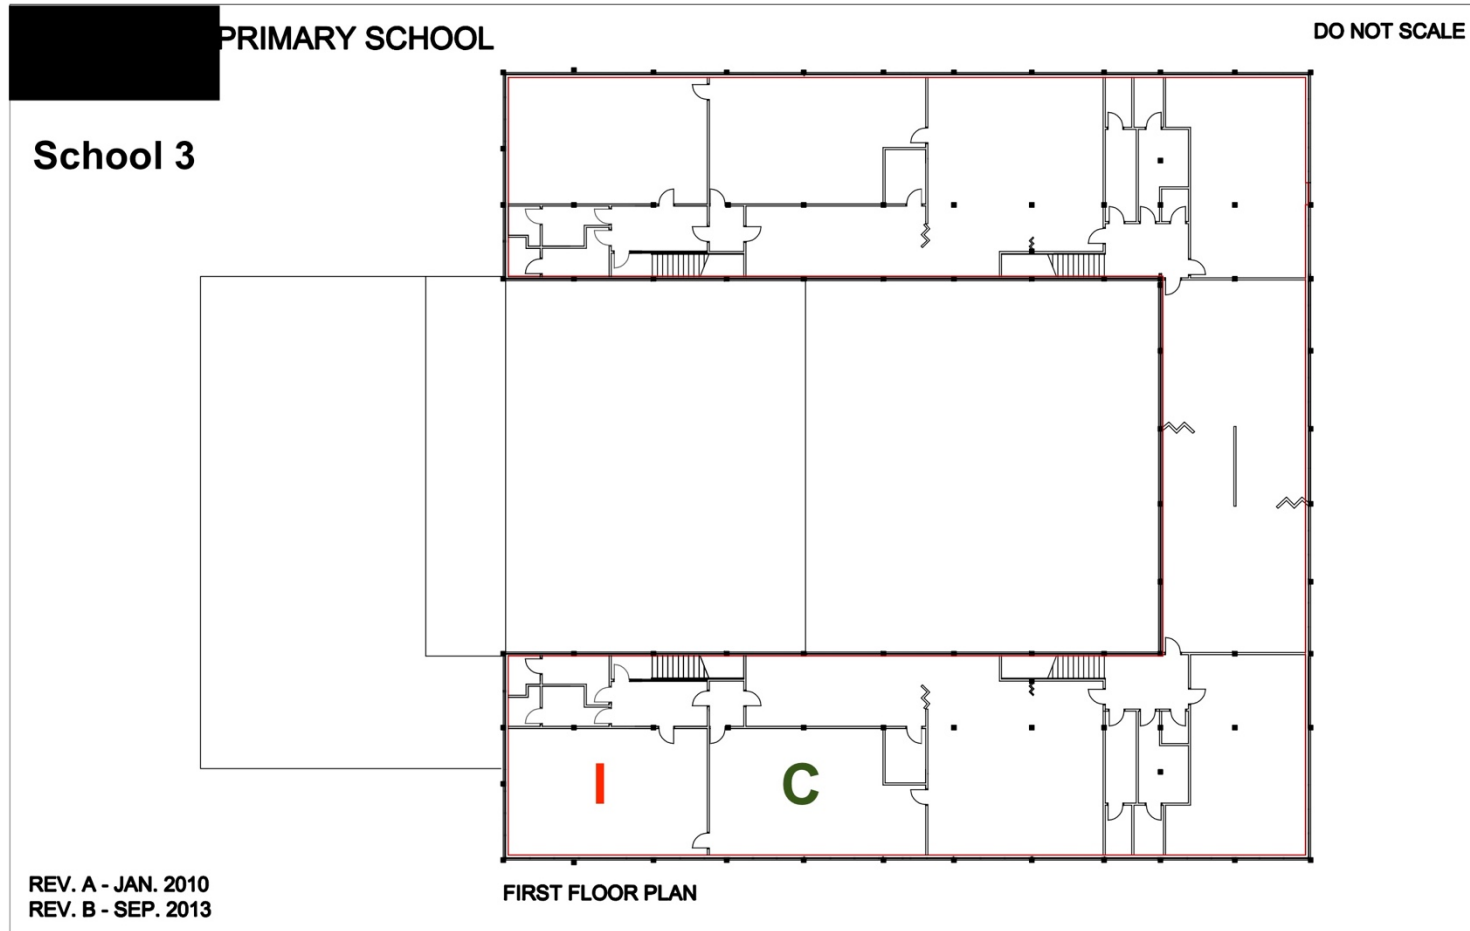 PRIMARY SCHOOL
DO NOT SCALE
School 3
I
C
REV. A - JAN. 2010
REV. B - SEP. 2013
FIRST FLOOR PLAN